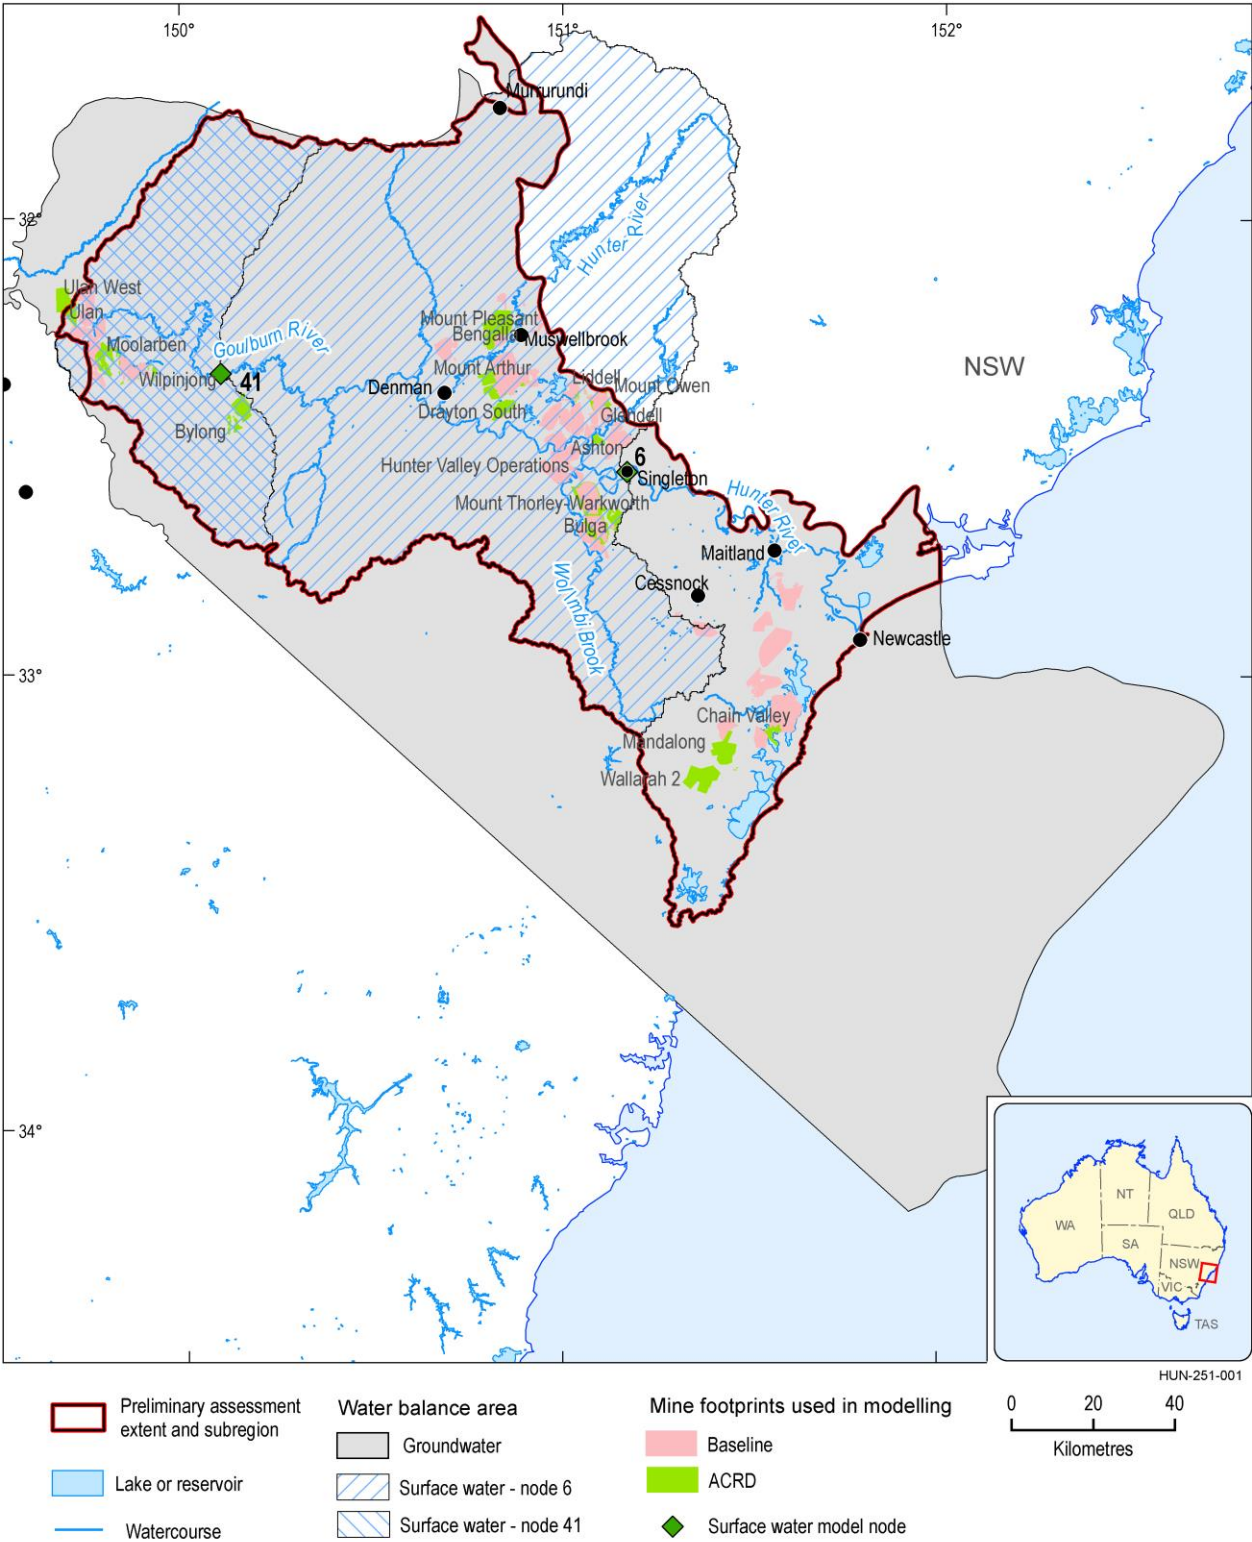 150°
151°
152°
Murrurundi
32°
Hunter River
Ulan West
Ulan
Mount Pleasant
Bengalla
Muswellbrook
Moolarben
Goulburn River
NSW
Wilpinjong
41
Mount Arthur
Liddell
Mount Owen
Denman
Drayton South
Glendell
Bylong
Ashton
6
Hunter Valley Operations
Singleton
Hunter River
Mount Thorley-Warkworth
Bulga
Maitland
Wollombi Brook
Cessnock
Newcastle
33°
Chain Valley
Mandalong
Wallarah 2
34°
NT
WA
QLD
SA
NSW
VIC
TAS
HUN-251-001
Preliminary assessment
extent and subregion
Lake or reservoir
Watercourse
Water balance area
Groundwater
Surface water - node 6
Surface water - node 41
Mine footprints used in modelling
Baseline
ACRD
Surface water model node
0 20 40
Kilometres